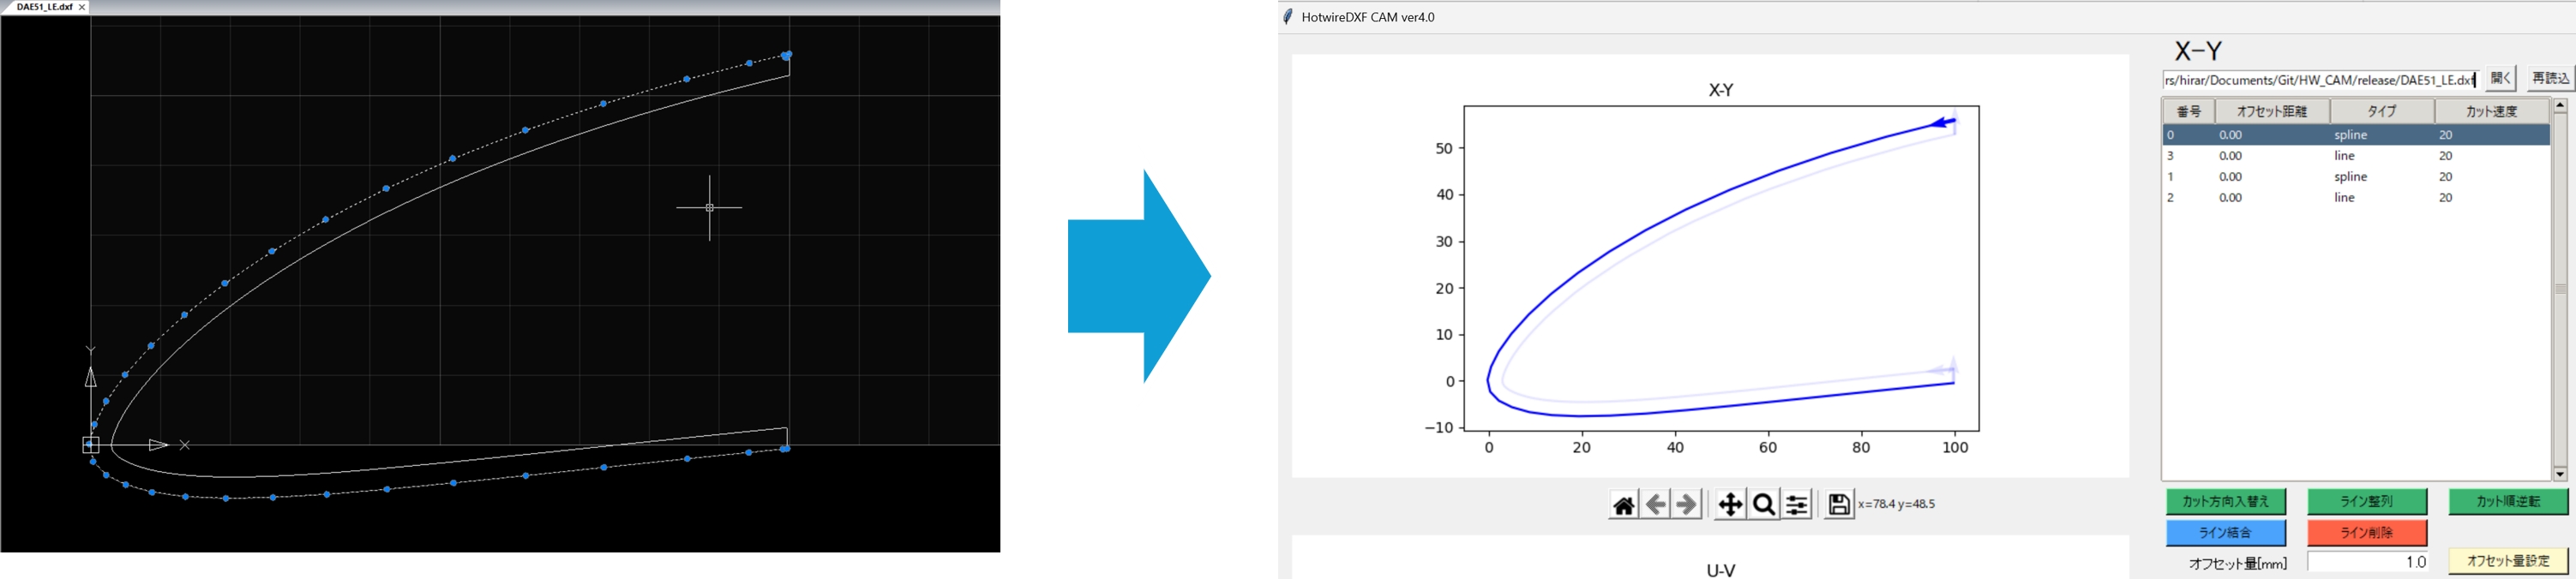 DAE51_LE.dxf ×
Y
X
HotwireDXF CAM ver4.0
X-Y
50
40
30
20
10
0
−10
0 20 40 60 80 100
x=78.4 y=48.5
U-V
X-Y
rs/hirar/Documents/Git/HW_CAM/release/DAE51_LE.dxf 開く 再読込
番号 オフセット距離 タイプ カット速度
0 0.00 spline 20
3 0.00 line 20
1 0.00 spline 20
2 0.00 line 20
カット方向入替え ライン整列 カット順逆転
ライン結合 ライン削除
オフセット量[mm] 1.0 オフセット量設定